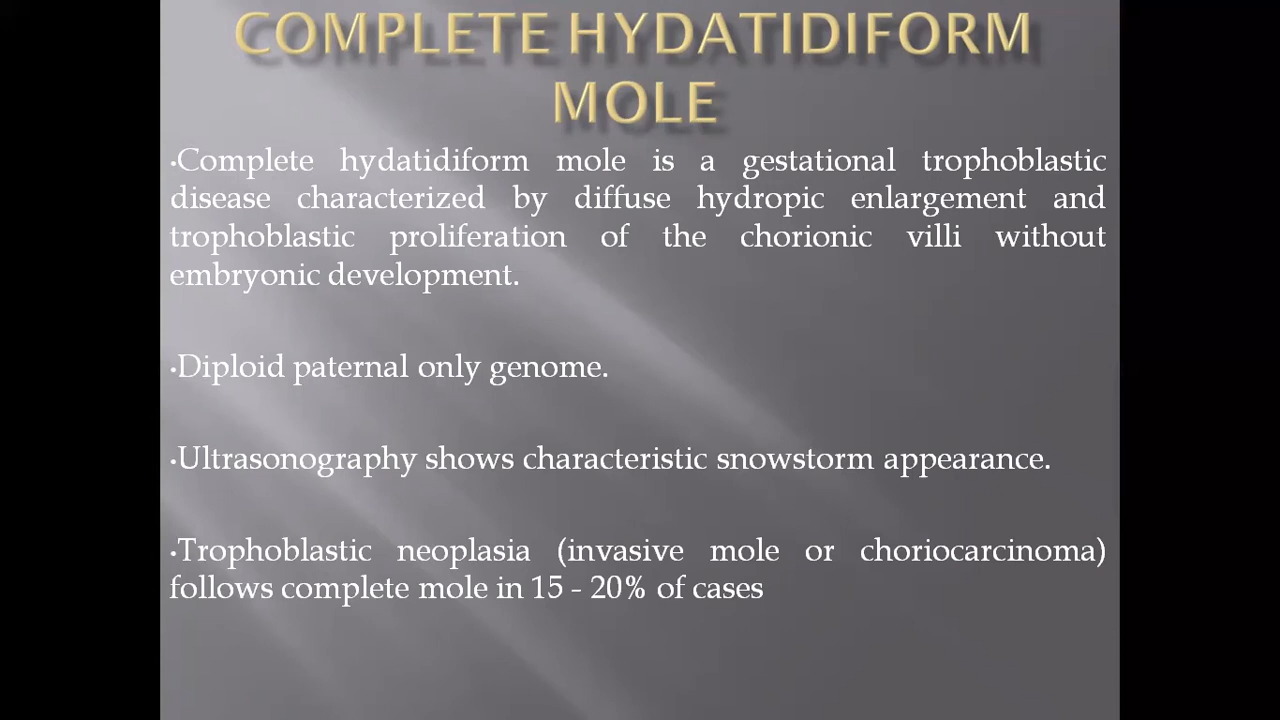 COMPLETE HYDATIDIFORM
MOLE
•Complete hydatidiform mole is a gestational trophoblastic
disease characterized by diffuse hydropic enlargement and
trophoblastic proliferation of the chorionic villi without
embryonic development.
•Diploid paternal only genome.
•Ultrasonography shows characteristic snowstorm appearance.
•Trophoblastic neoplasia (invasive mole or choriocarcinoma)
follows complete mole in 15 - 20% of cases